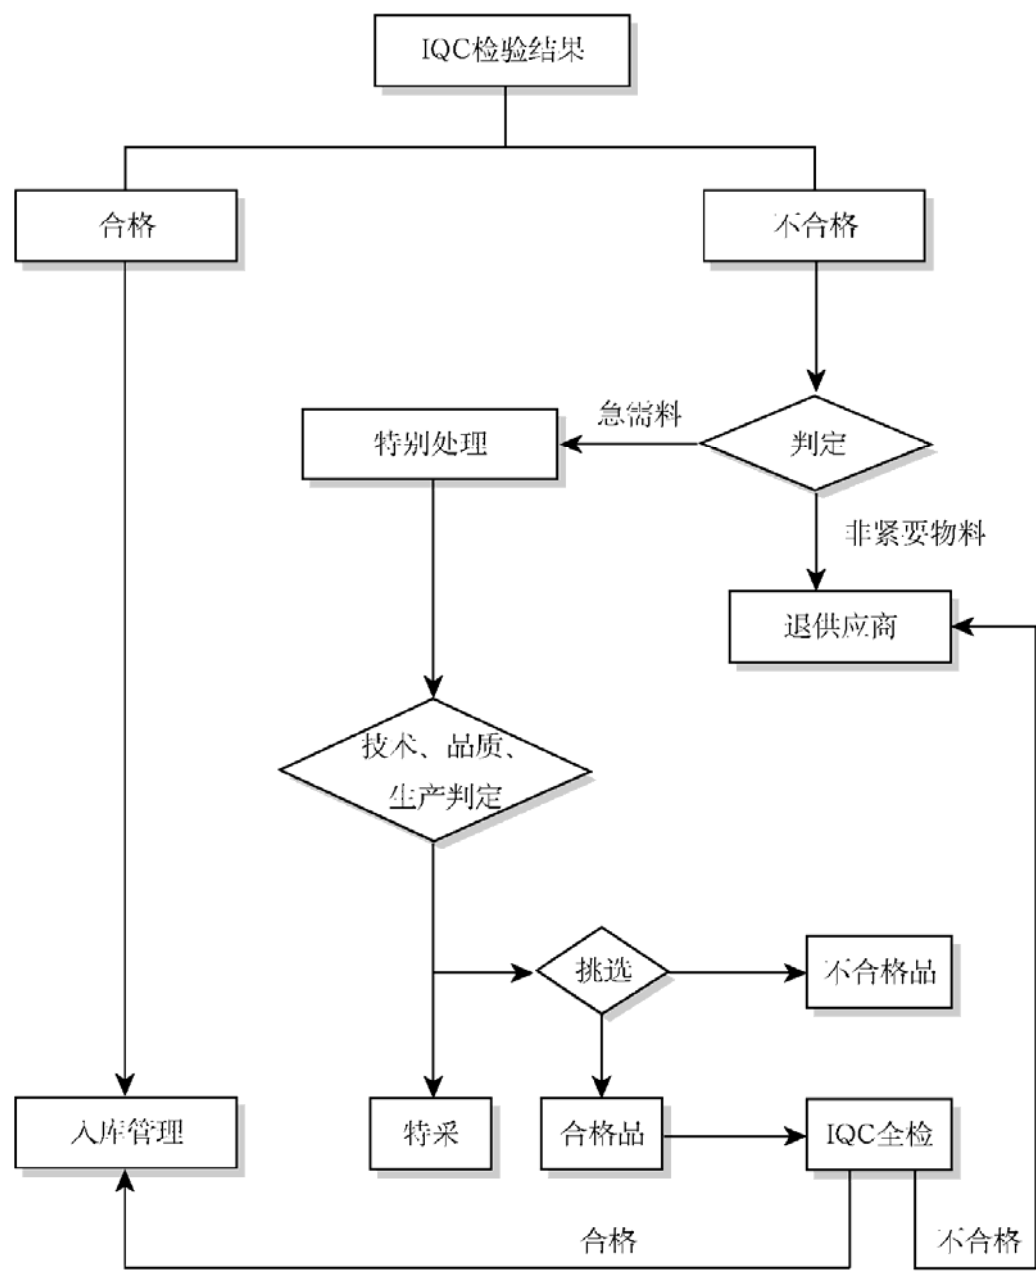 IQC检验结果
合格
不合格
急需料
特别处理
判定
非紧要物料
退供应商
技术、品质、
生产判定
挑选
不合格品
入库管理
特采
合格品
IQC全检
合格
不合格